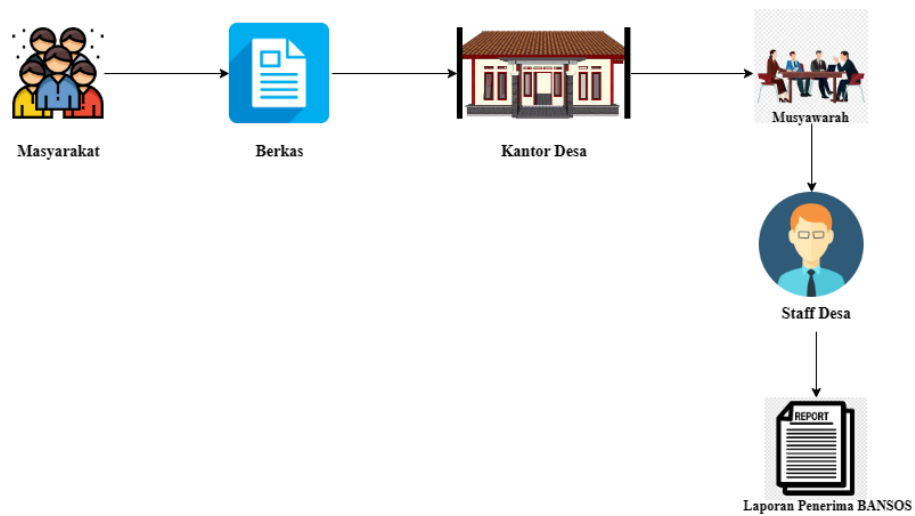 Masyarakat
Berkas
Kantor Desa
Musyawarah
Staff Desa
REPORT
Laporan Penerima BANSOS